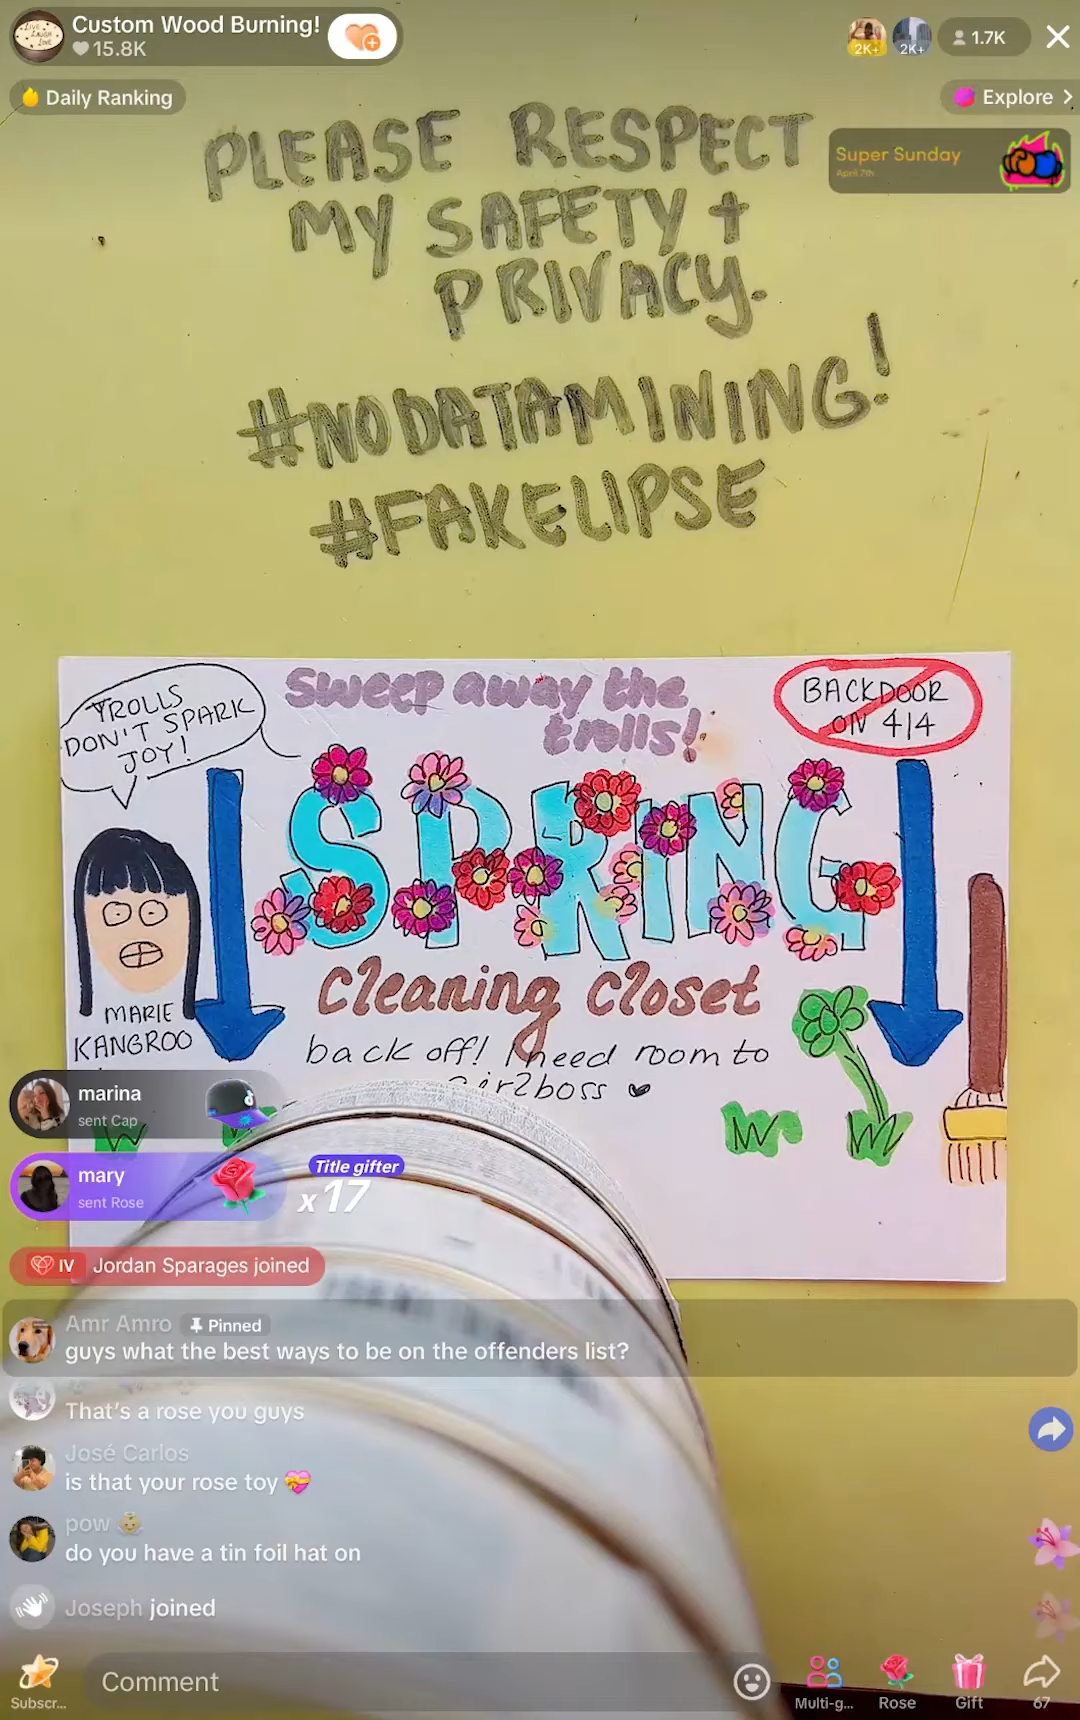 Custom Wood Burning!
15.8K
2K+
2K+
1.7K
Daily Ranking
Explore >
PLEASE RESPECT
MY SAFETY +
PRIVACY.
Super Sunday
April 7th
#NODATAMINING!
#FAKELIPSE
TROLLS
DON'T SPARK
JOY!
Sweep away the
trolls!
BACKDOOR
ON 4/4
SPRING
MARIE
KANGROO
cleaning closet
back off! I need room to
boss
marina
sent Cap
mary
sent Rose
Title gifter
x17
IV Jordan Sparages joined
Amr Amro Pinned
guys what the best ways to be on the offenders list?
That's a rose you guys
José Carlos
is that your rose toy 💝
pow 👶
do you have a tin foil hat on
Joseph joined
Subscr...
Comment
Multi-g...
Rose
Gift
67